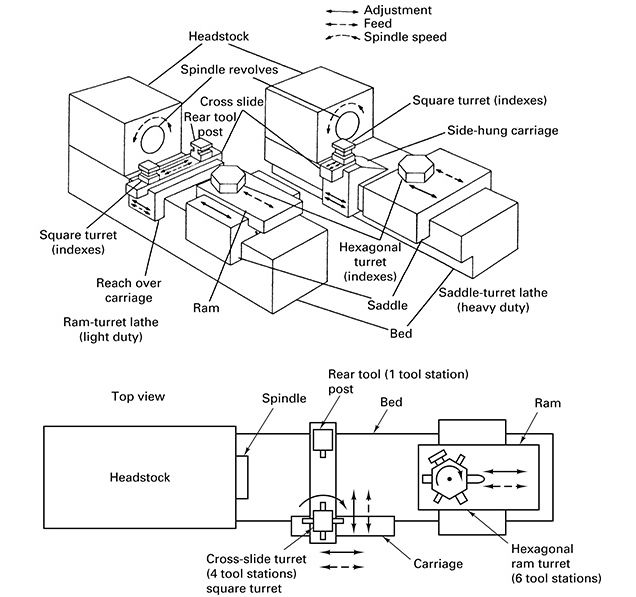 Adjustment
Feed
Spindle speed
Headstock
Spindle revolves
Cross slide
Rear tool
post
Square turret (indexes)
Side-hung carriage
Square turret
(indexes)
Hexagonal
turret
(indexes)
Reach over
carriage
Ram
Saddle
Saddle-turret lathe
(heavy duty)
Ram-turret lathe
(light duty)
Bed
Top view
Rear tool (1 tool station)
post
Spindle
Bed
Ram
Headstock
Cross-slide turret
(4 tool stations)
square turret
Carriage
Hexagonal
ram turret
(6 tool stations)